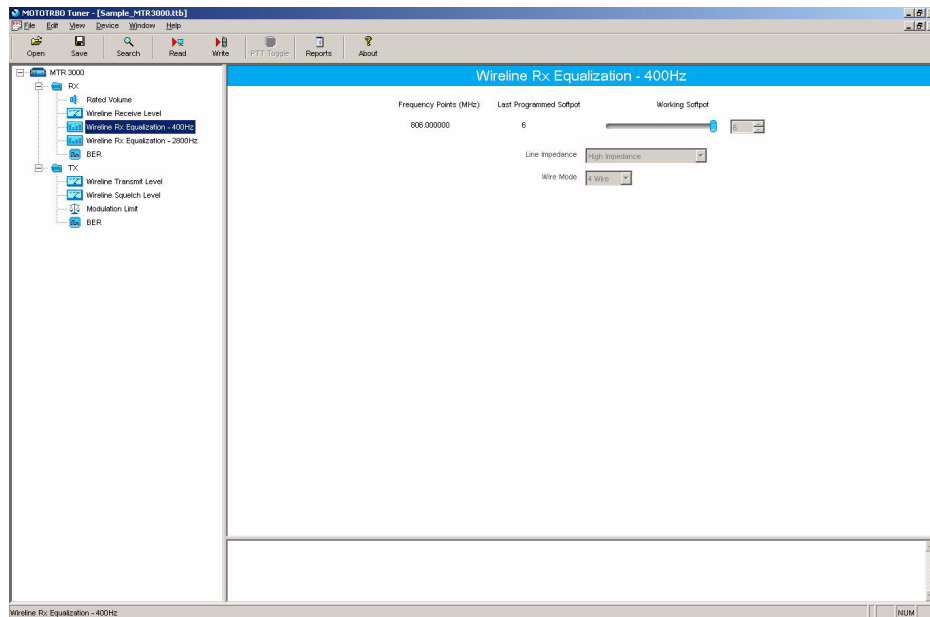 MOTOTRBO Tuner - [Sample_MTR3000.ttb]
File Edit View Device Window Help
Open Save Search Read Write PTT Toggle Reports About
MTR 3000
RX
Rated Volume
Wireline Receive Level
Wireline Rx Equalization - 400Hz
Wireline Rx Equalization - 2800Hz
BER
TX
Wireline Transmit Level
Wireline Squelch Level
Modulation Limit
BER
Wireline Rx Equalization - 400Hz
Frequency Points (MHz) Last Programmed Softpot Working Softpot
806.000000 6 6
Line Impedance High Impedance
Wire Mode 4 Wire
Wireline Rx Equalization - 400Hz NUM